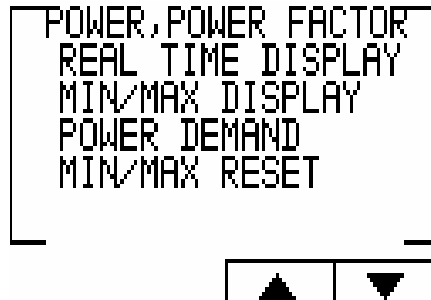 POWER,POWER FACTOR
REAL TIME DISPLAY
MIN/MAX DISPLAY
POWER DEMAND
MIN/MAX RESET